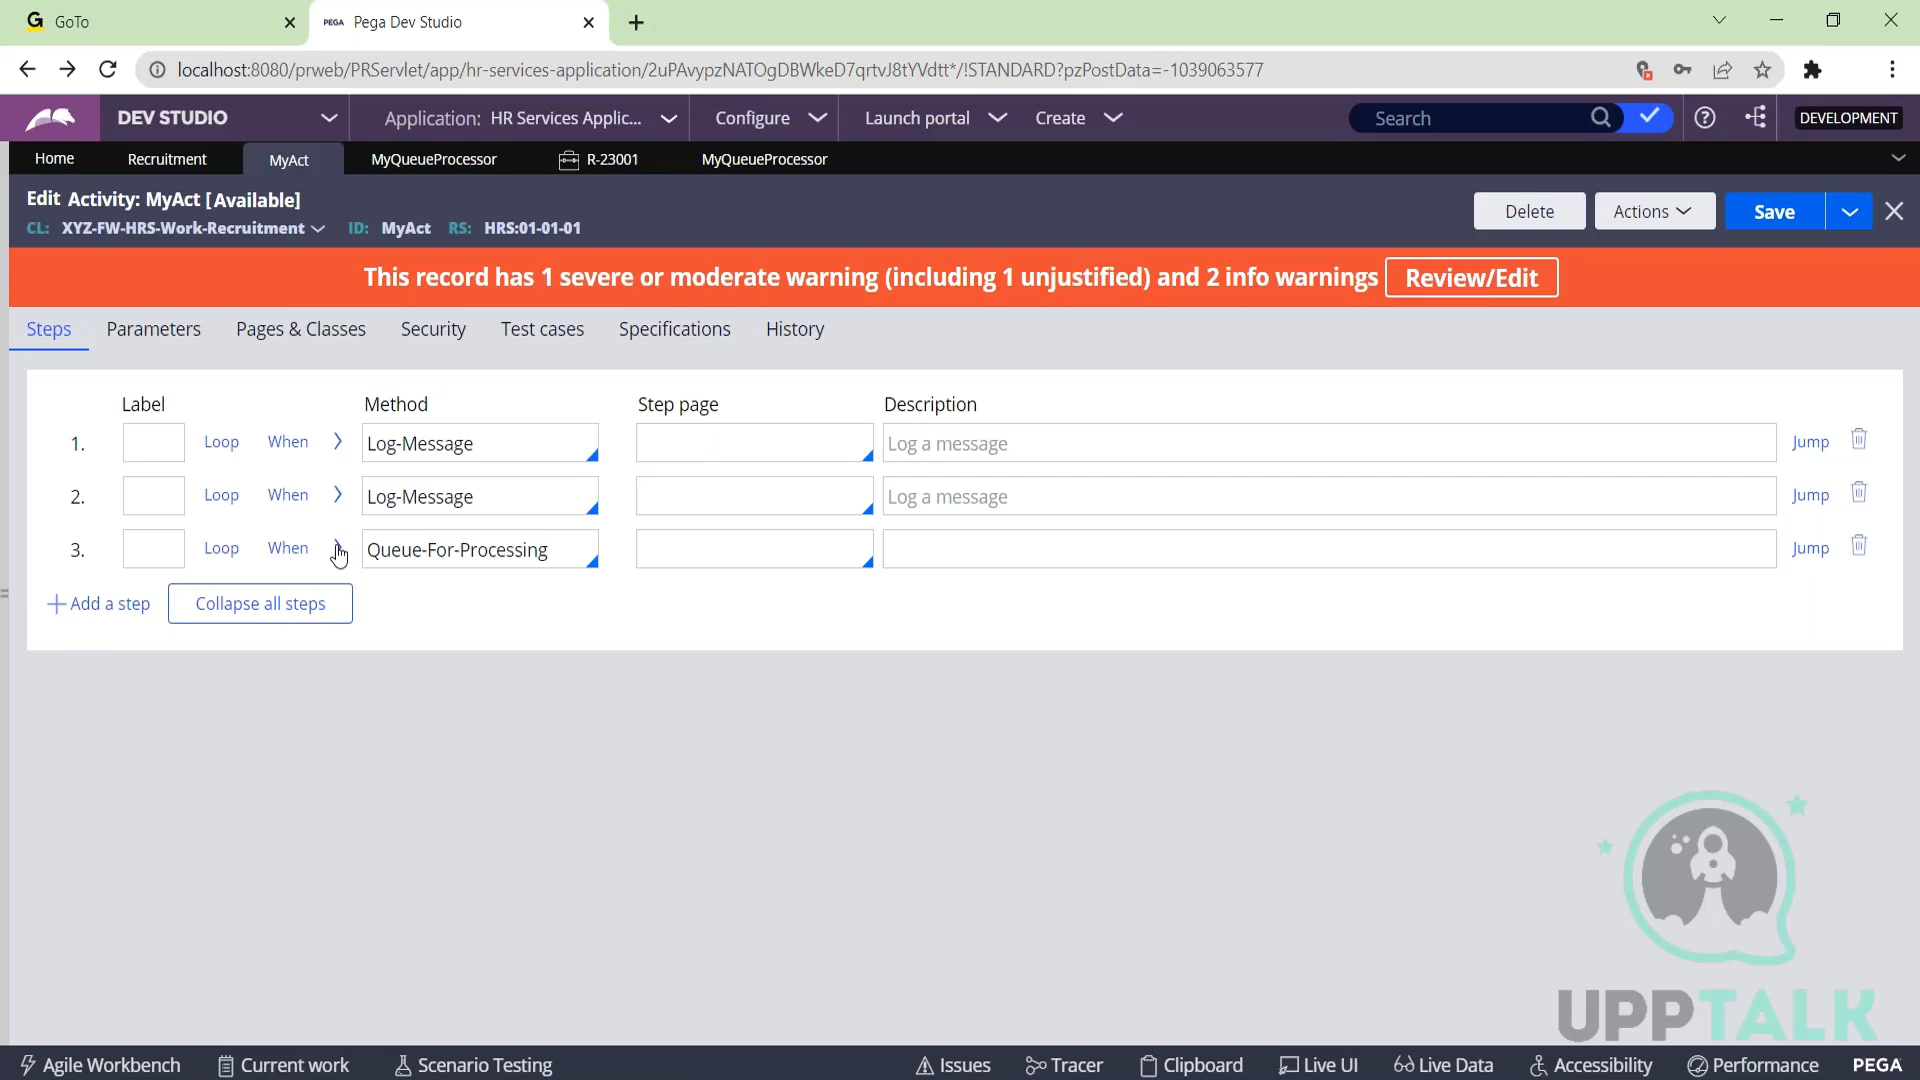 GoTo
PEGA Pega Dev Studio
localhost:8080/prweb/PRServlet/app/hr-services-application/2uPAvypzNATOgDBWkeD7qrtvJ8tYVdtt*/!STANDARD?pzPostData=-1039063577
DEV STUDIO Application: HR Services Applic... Configure Launch portal Create Search DEVELOPMENT
Home Recruitment MyAct MyQueueProcessor R-23001 MyQueueProcessor
Edit Activity: MyAct [Available]
CL: XYZ-FW-HRS-Work-Recruitment ID: MyAct RS: HRS:01-01-01
Delete Actions Save
This record has 1 severe or moderate warning (including 1 unjustified) and 2 info warnings Review/Edit
Steps Parameters Pages & Classes Security Test cases Specifications History
Label Method Step page Description
1. Loop When Log-Message Log a message Jump
2. Loop When Log-Message Log a message Jump
3. Loop When Queue-For-Processing Jump
Add a step Collapse all steps
UPPTALK
Agile Workbench Current work Scenario Testing Issues Tracer Clipboard Live UI Live Data Accessibility Performance PEGA